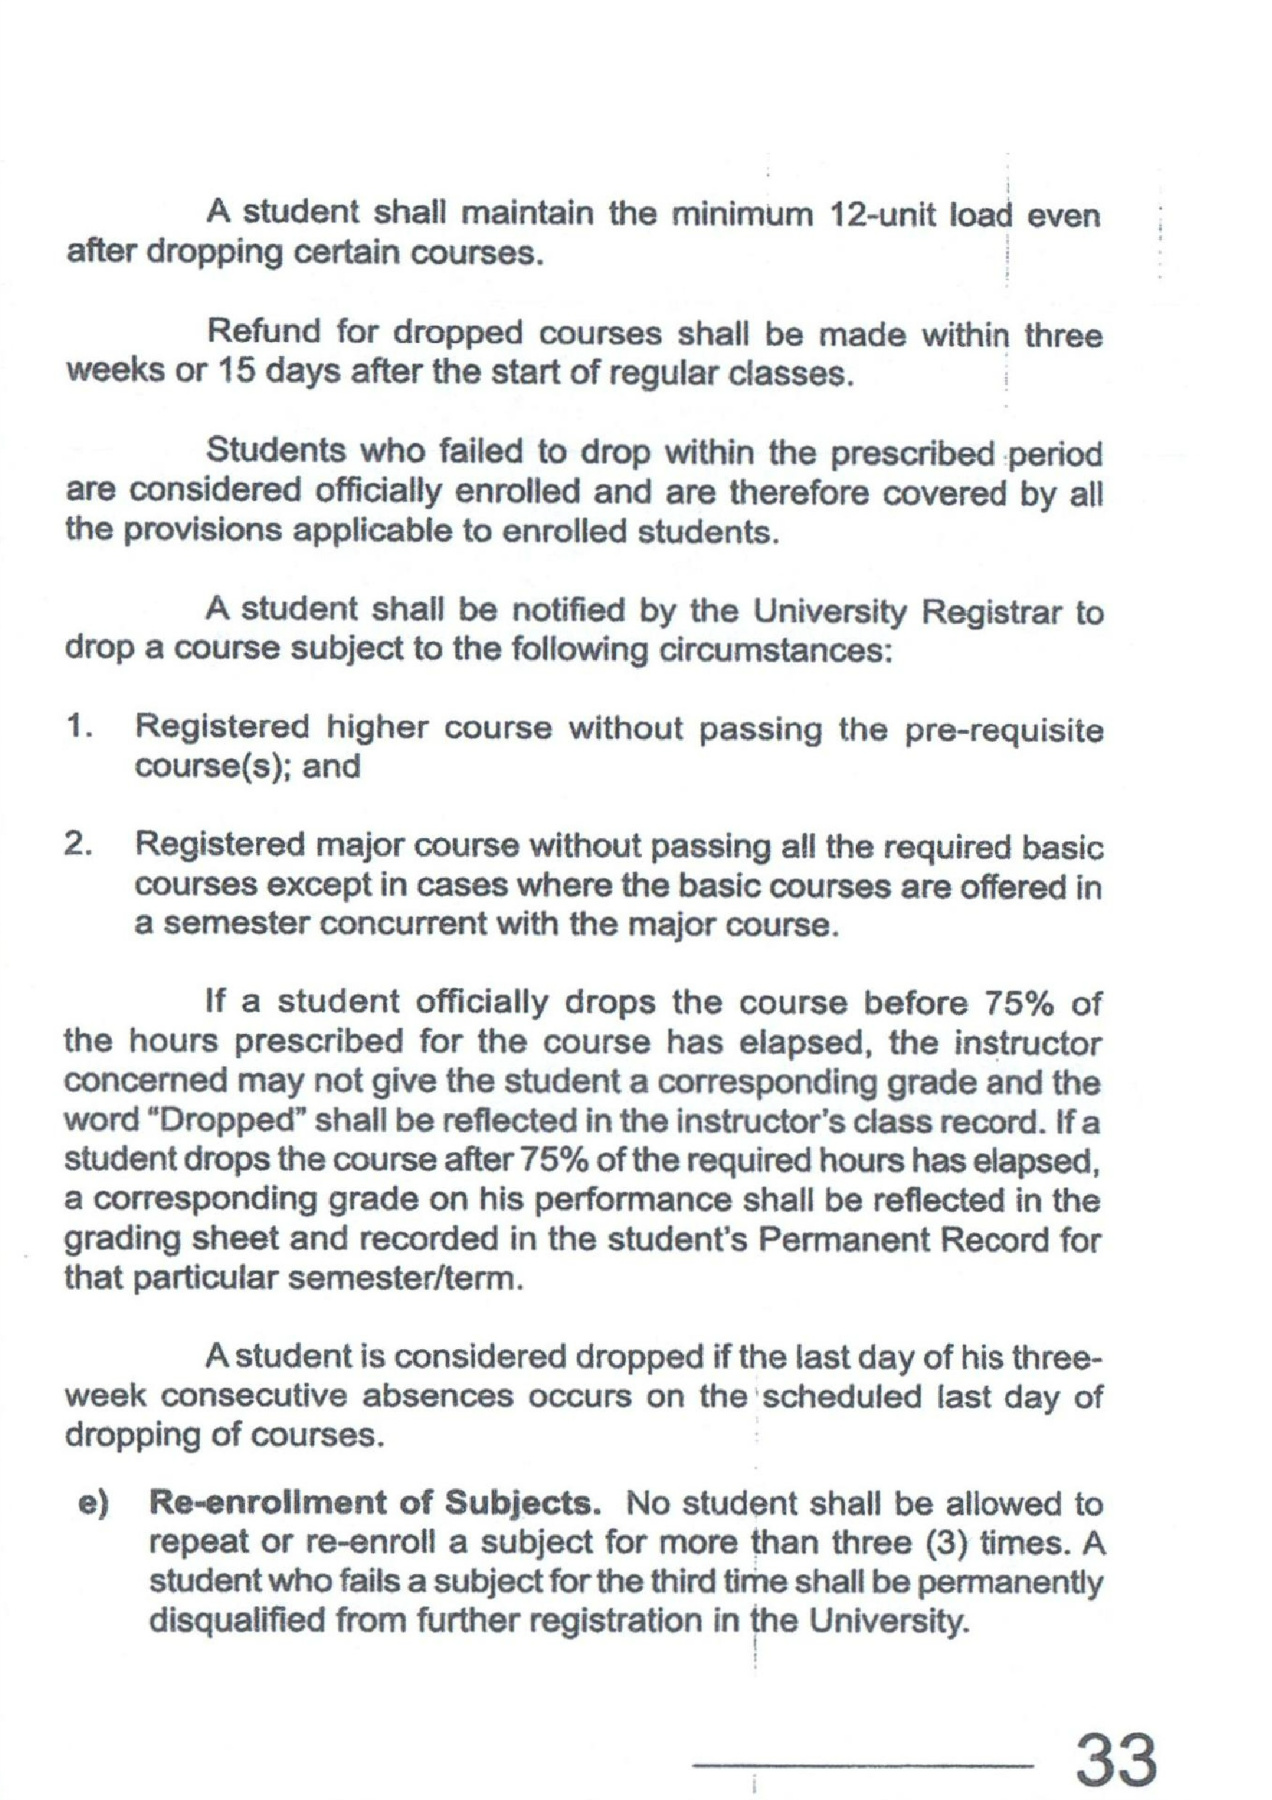 A student shall maintain the minimum 12-unit load even
after dropping certain courses.
Refund for dropped courses shall be made within three
weeks or 15 days after the start of regular classes.
Students who failed to drop within the prescribed period
are considered officially enrolled and are therefore covered by all
the provisions applicable to enrolled students.
A student shall be notified by the University Registrar to
drop a course subject to the following circumstances:
1. Registered higher course without passing the pre-requisite
course(s); and
2. Registered major course without passing all the required basic
courses except in cases where the basic courses are offered in
a semester concurrent with the major course.
If a student officially drops the course before 75% of
the hours prescribed for the course has elapsed, the instructor
concerned may not give the student a corresponding grade and the
word "Dropped" shall be reflected in the instructor's class record. If a
student drops the course after 75% of the required hours has elapsed,
a corresponding grade on his performance shall be reflected in the
grading sheet and recorded in the student's Permanent Record for
that particular semester/term.
A student is considered dropped if the last day of his three-
week consecutive absences occurs on the scheduled last day of
dropping of courses.
e) Re-enrollment of Subjects. No student shall be allowed to
repeat or re-enroll a subject for more than three (3) times. A
student who fails a subject for the third time shall be permanently
disqualified from further registration in the University.
33